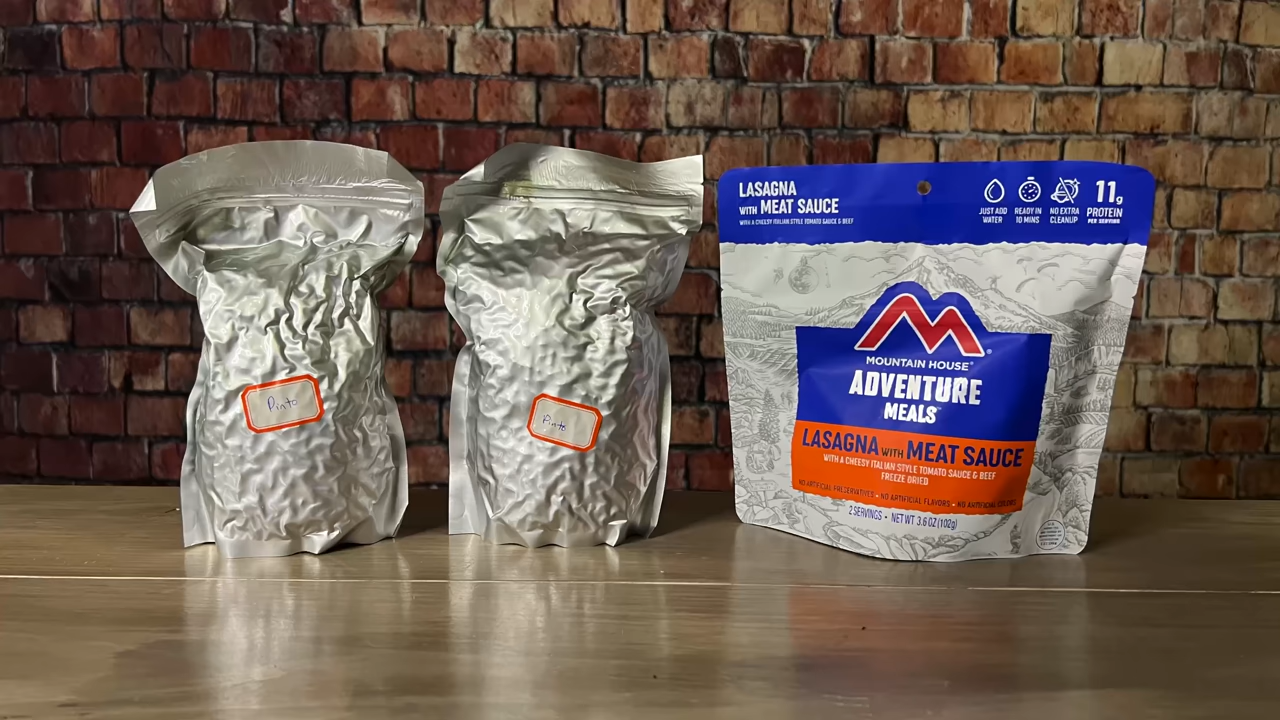 Pinto
Pinto
LASAGNA
WITH MEAT SAUCE
WITH A CHEESY ITALIAN STYLE TOMATO SAUCE & BEEF
JUST ADD
WATER
READY IN
10 MINS
NO EXTRA
CLEANUP
11g
PROTEIN
PER SERVING
MOUNTAIN HOUSE®
ADVENTURE
MEALS™
LASAGNA WITH MEAT SAUCE
WITH A CHEESY ITALIAN STYLE TOMATO SAUCE & BEEF
FREEZE DRIED
NO ARTIFICIAL PRESERVATIVES • NO ARTIFICIAL FLAVORS • NO ARTIFICIAL COLORS
2 SERVINGS • NET WT 3.6 OZ (102g)